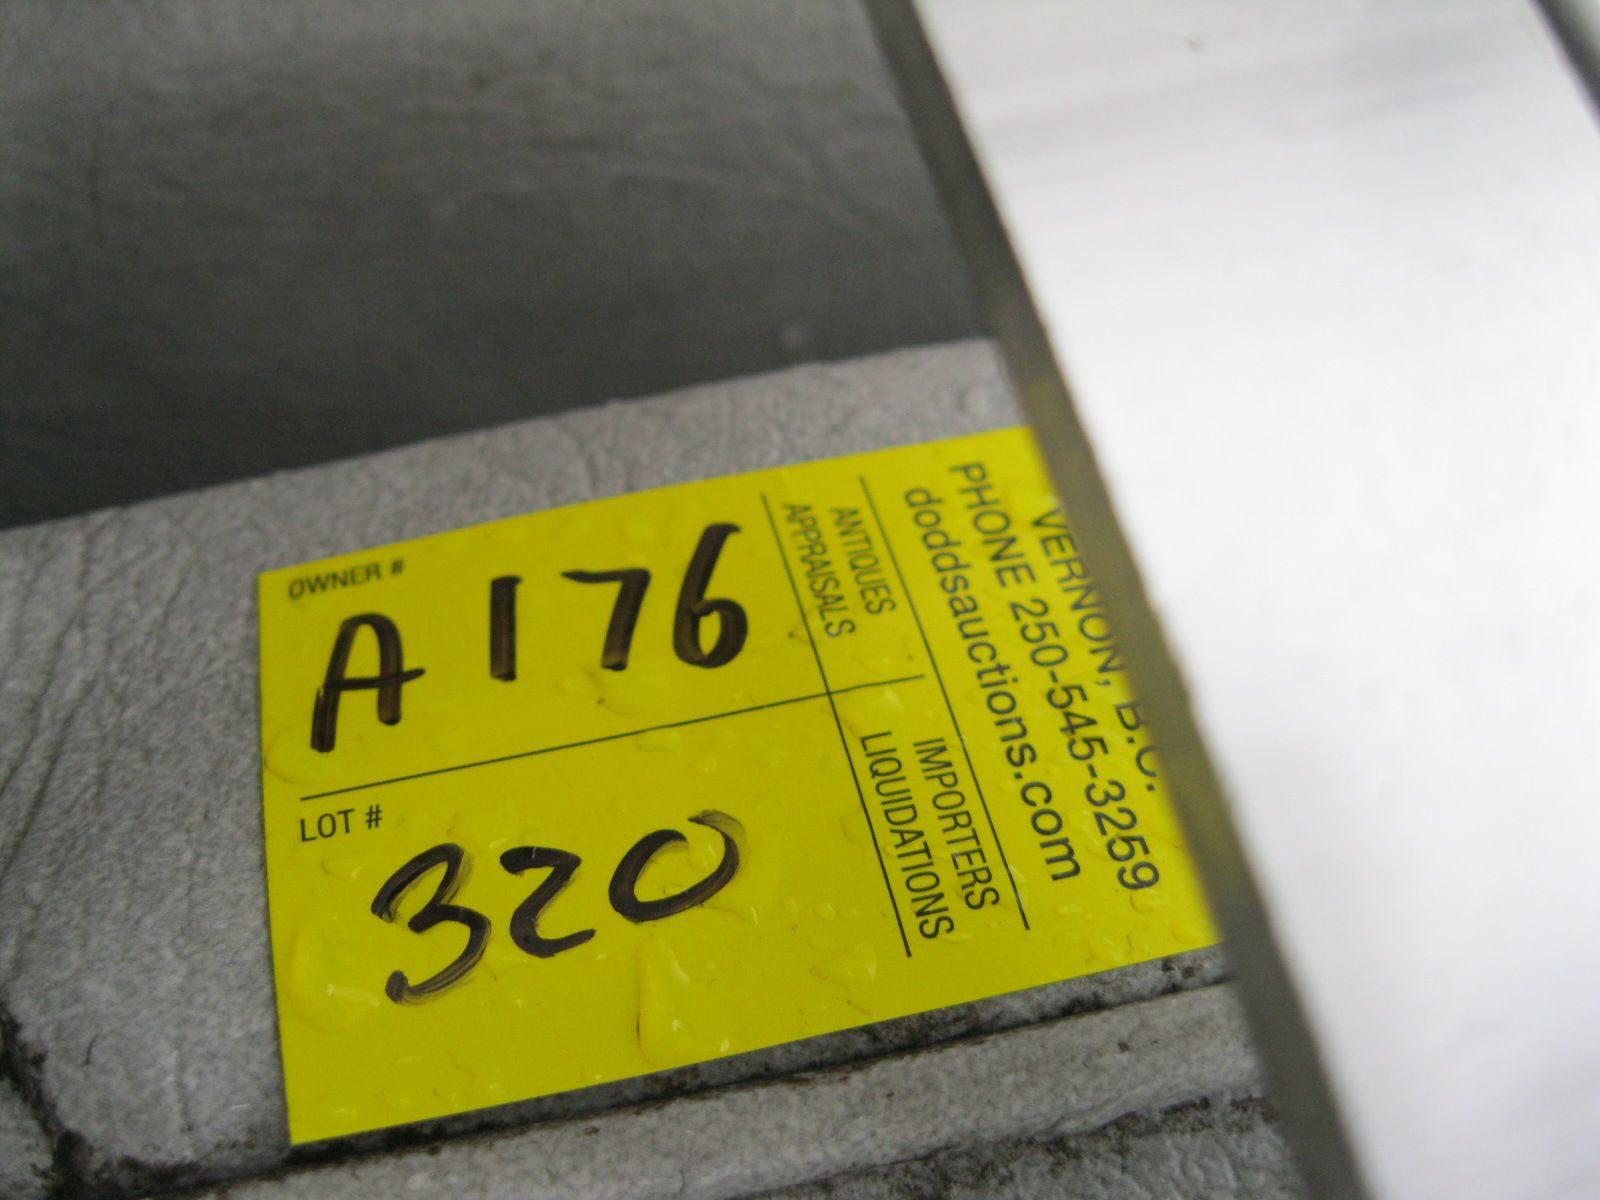 OWNER #
A 176
LOT #
320
ANTIQUES
APPRAISALS
IMPORTERS
LIQUIDATIONS
VERNON, B.C.
PHONE 250-545-3259
doddsauctions.com